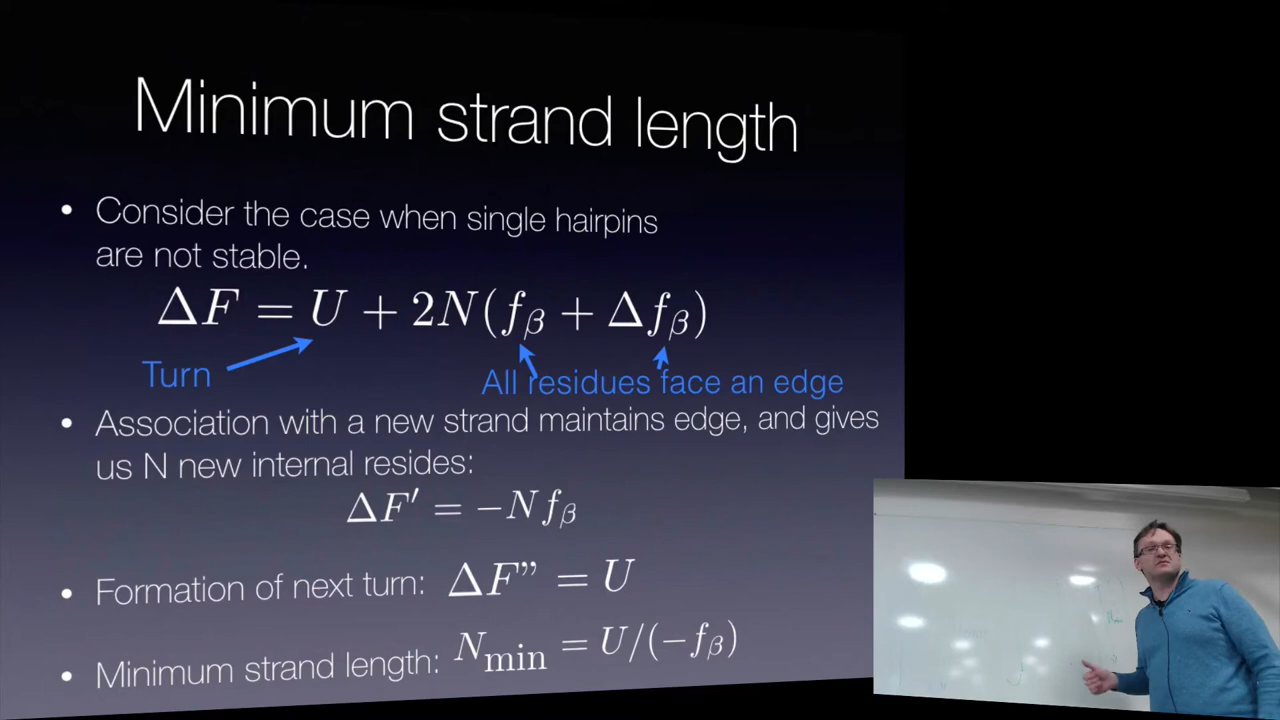 Minimum strand length
• Consider the case when single hairpins
are not stable.
ΔF = U + 2N(f_β + Δf_β)
Turn
All residues face an edge
• Association with a new strand maintains edge, and gives
us N new internal resides:
ΔF′ = −Nf_β
• Formation of next turn: ΔF” = U
• Minimum strand length: N_min = U/(−f_β)